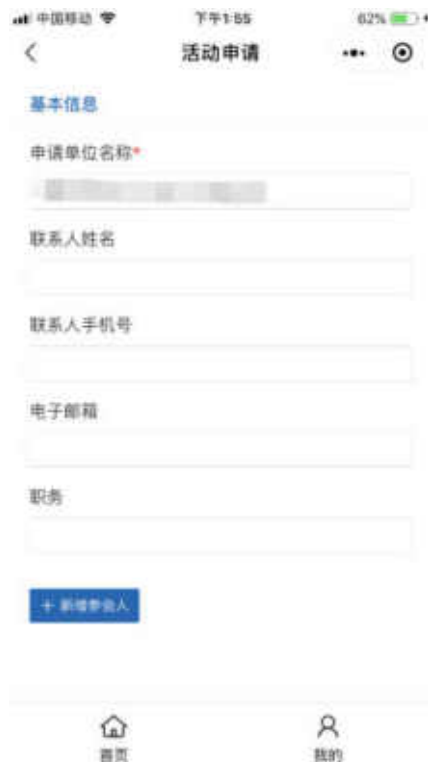 中国移动 下午1:55 62%
活动申请
基本信息
申请单位名称*
联系人姓名
联系人手机号
电子邮箱
职务
+ 新增参会人
首页 我的